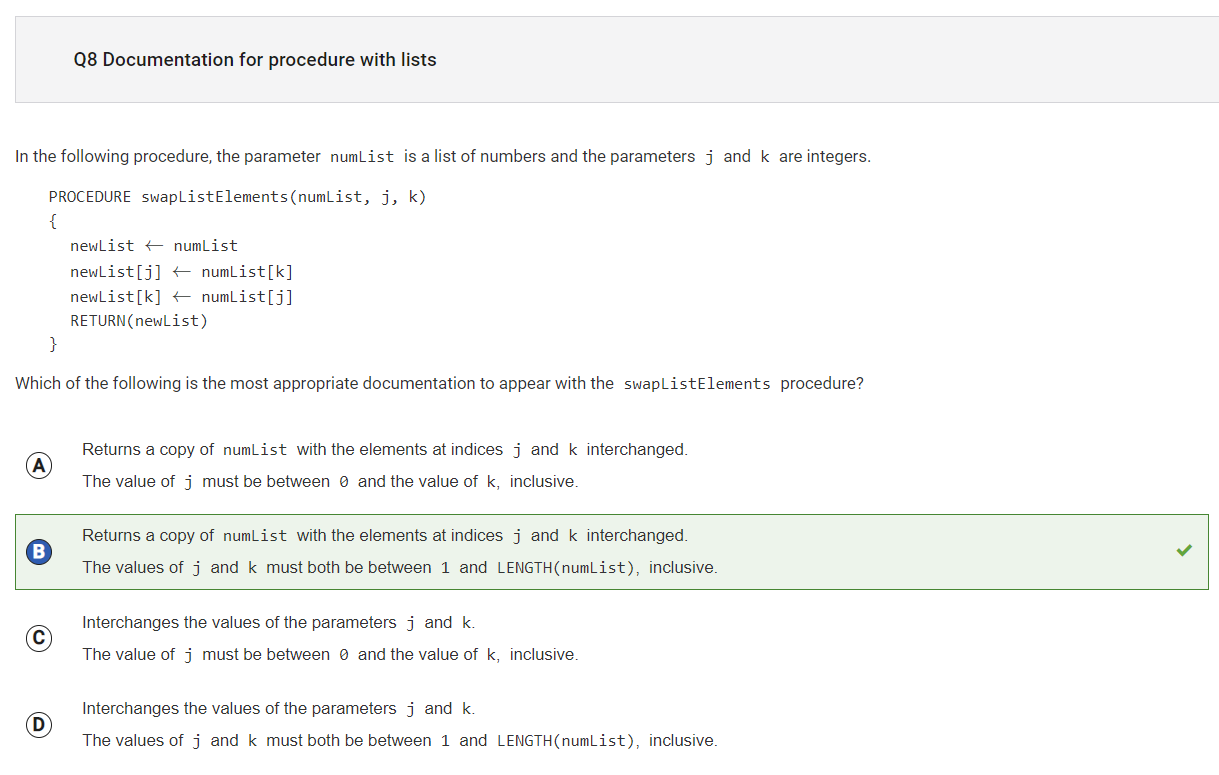 Q8 Documentation for procedure with lists
In the following procedure, the parameter numList is a list of numbers and the parameters j and k are integers.
PROCEDURE swapListElements(numList, j, k)
{
newList ← numList
newList[j] ← numList[k]
newList[k] ← numList[j]
RETURN(newList)
}
Which of the following is the most appropriate documentation to appear with the swapListElements procedure?
A Returns a copy of numList with the elements at indices j and k interchanged.
The value of j must be between 0 and the value of k, inclusive.
B Returns a copy of numList with the elements at indices j and k interchanged.
The values of j and k must both be between 1 and LENGTH(numList), inclusive.
C Interchanges the values of the parameters j and k.
The value of j must be between 0 and the value of k, inclusive.
D Interchanges the values of the parameters j and k.
The values of j and k must both be between 1 and LENGTH(numList), inclusive.